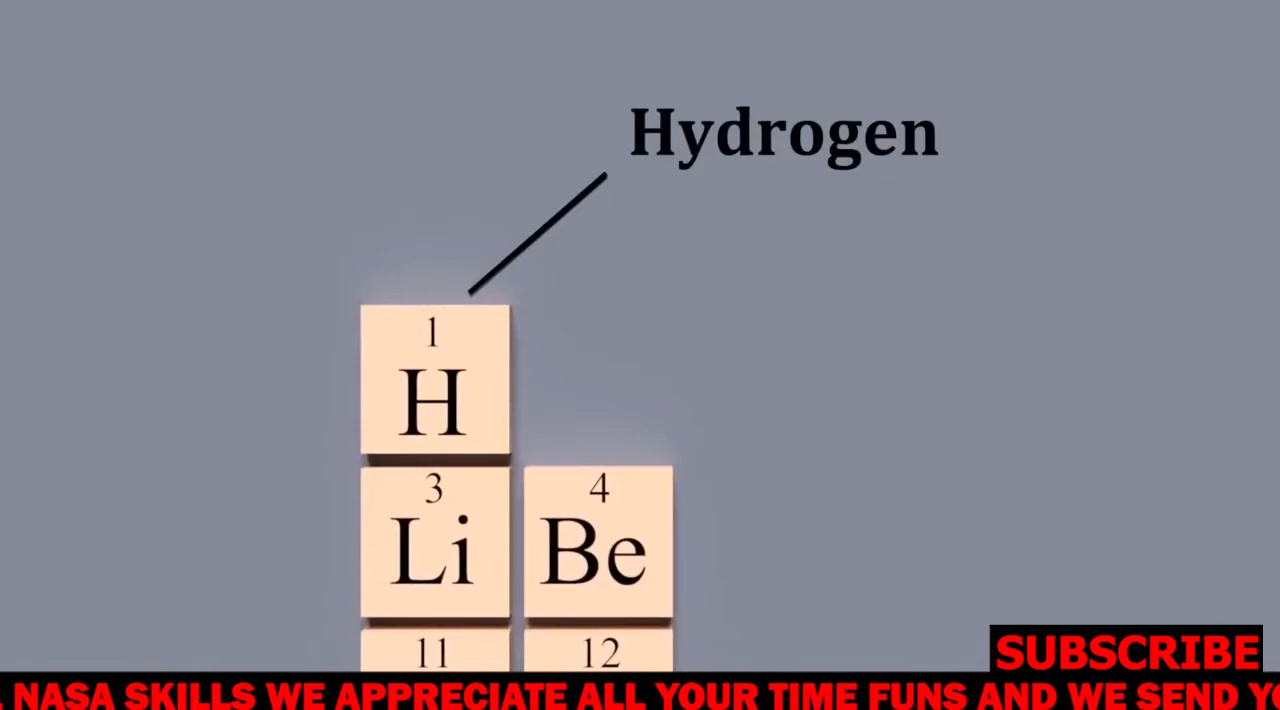 Hydrogen
1
H
3
Li
4
Be
11
12
SUBSCRIBE
NASA SKILLS WE APPRECIATE ALL YOUR TIME FUNS AND WE SEND